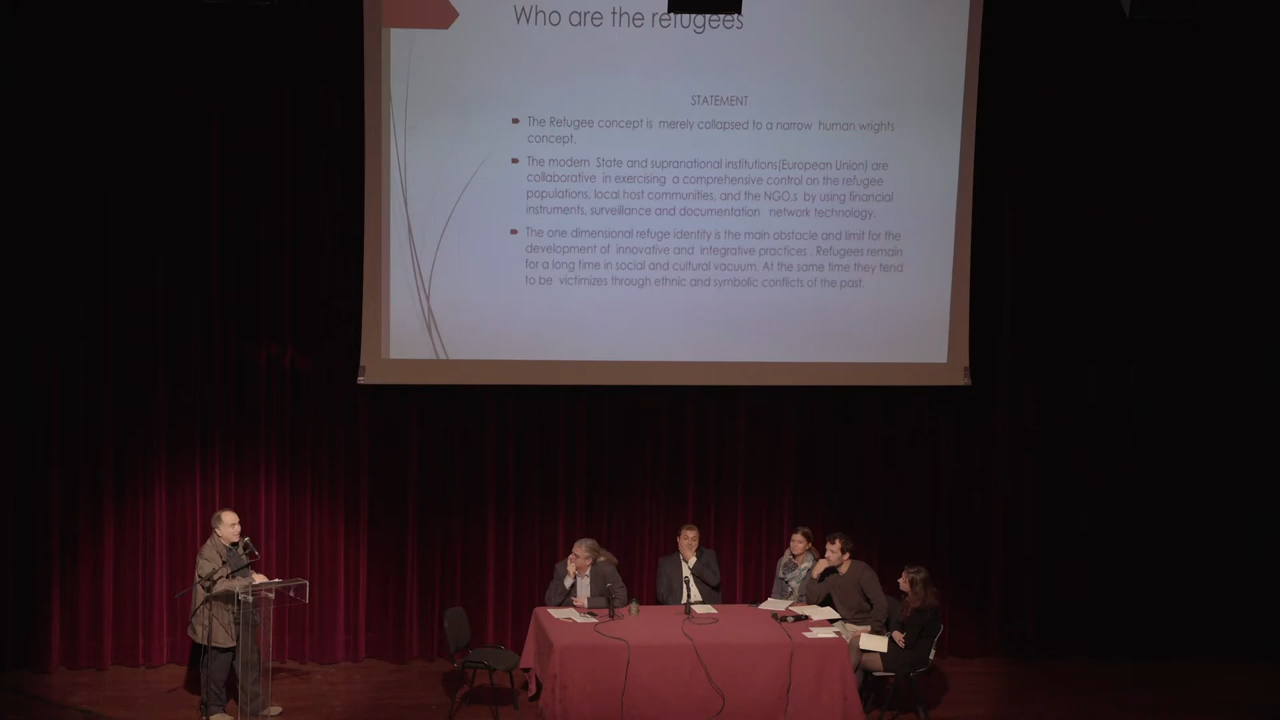 Who are the refugees
STATEMENT
The Refugee concept is merely collapsed to a narrow human wrights
concept.
The modern State and supranational institutions(European Union) are
collaborative in exercising a comprehensive control on the refugee
populations, local host communities, and the NGO.s by using financial
instruments, surveillance and documentation network technology.
The one dimensional refuge identity is the main obstacle and limit for the
development of innovative and integrative practices . Refugees remain
for a long time in social and cultural vacuum. At the same time they tend
to be victimizes through ethnic and symbolic conflicts of the past.